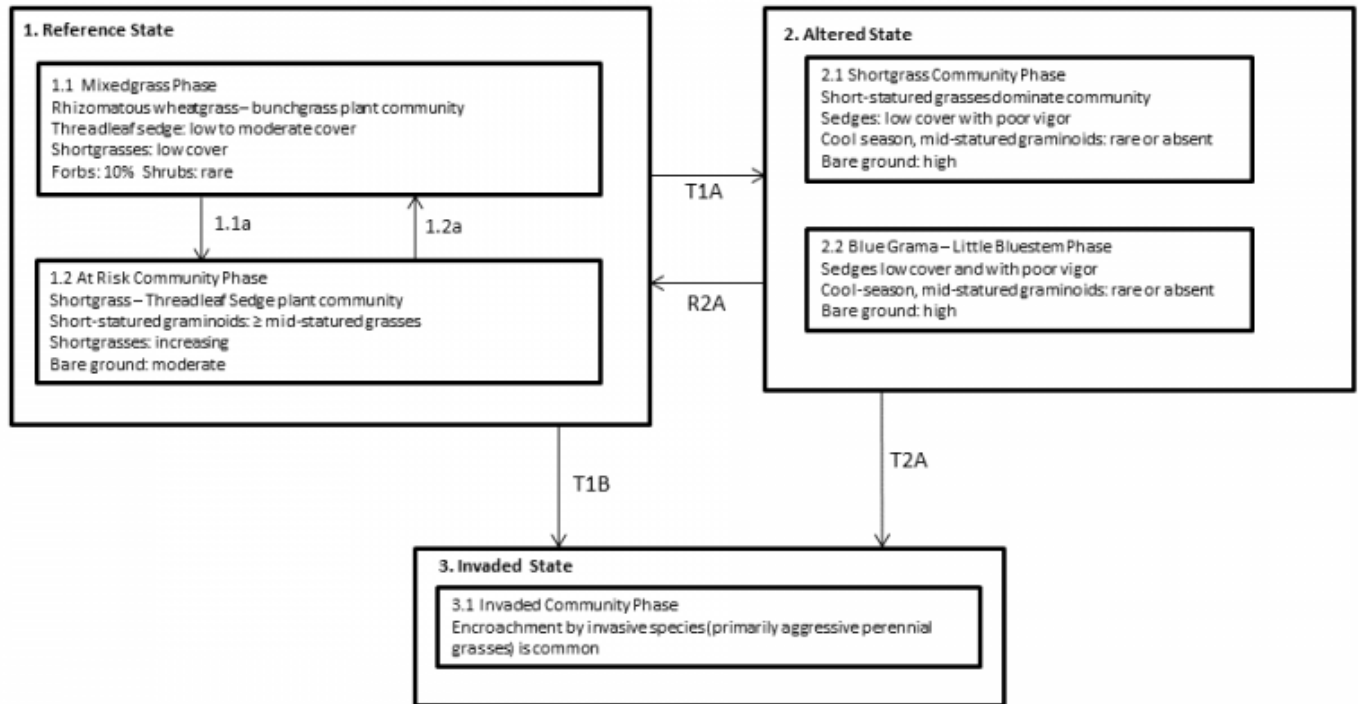 1. Reference State
1.1 Mixedgrass Phase
Rhizomatous wheatgrass– bunchgrass plant community
Threadleaf sedge: low to moderate cover
Shortgrasses: low cover
Forbs: 10% Shrubs: rare
1.1a
1.2a
1.2 At Risk Community Phase
Shortgrass – Threadleaf Sedge plant community
Short-statured graminoids: ≥ mid-statured grasses
Shortgrasses: increasing
Bare ground: moderate
T1A
R2A
2. Altered State
2.1 Shortgrass Community Phase
Short-statured grasses dominate community
Sedges: low cover with poor vigor
Cool season, mid-statured graminoids: rare or absent
Bare ground: high
2.2 Blue Grama – Little Bluestem Phase
Sedges low cover and with poor vigor
Cool-season, mid-statured graminoids: rare or absent
Bare ground: high
T1B
T2A
3. Invaded State
3.1 Invaded Community Phase
Encroachment by invasive species (primarily aggressive perennial
grasses) is common